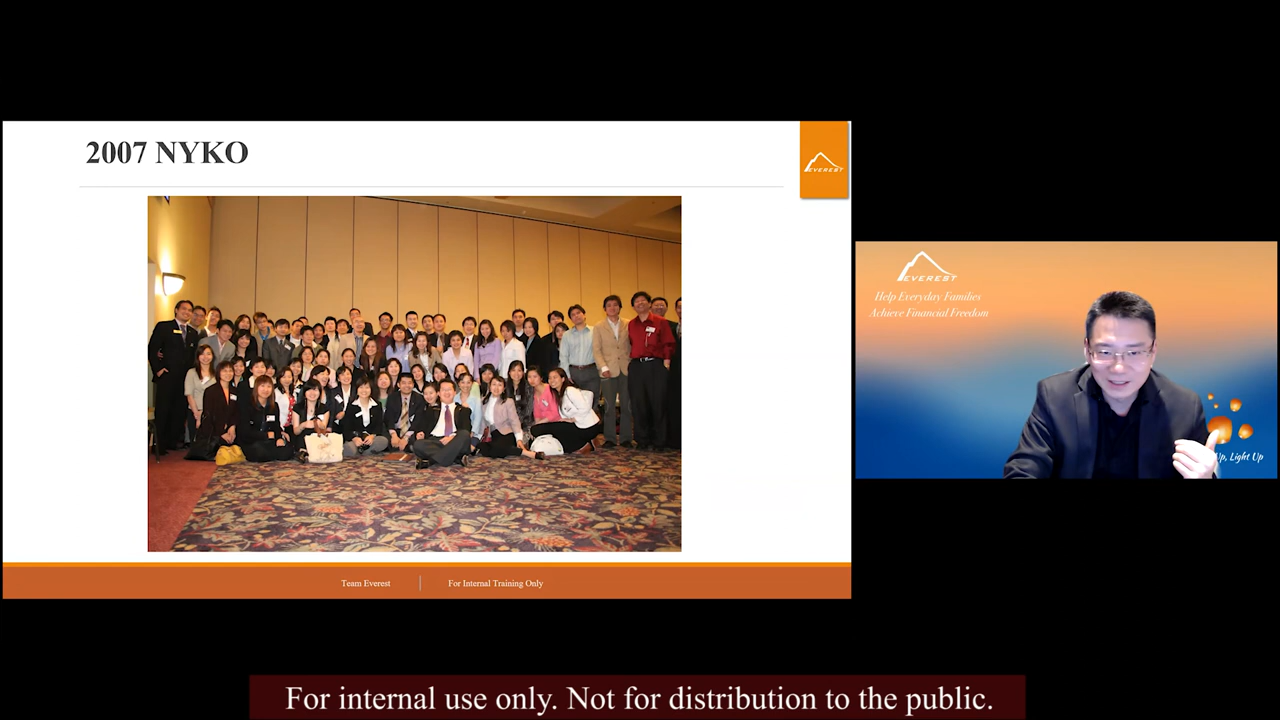 2007 NYKO
EVEREST
Team Everest
For Internal Training Only
EVEREST
Help Everyday Families
Achieve Financial Freedom
Up, Light Up
For internal use only. Not for distribution to the public.